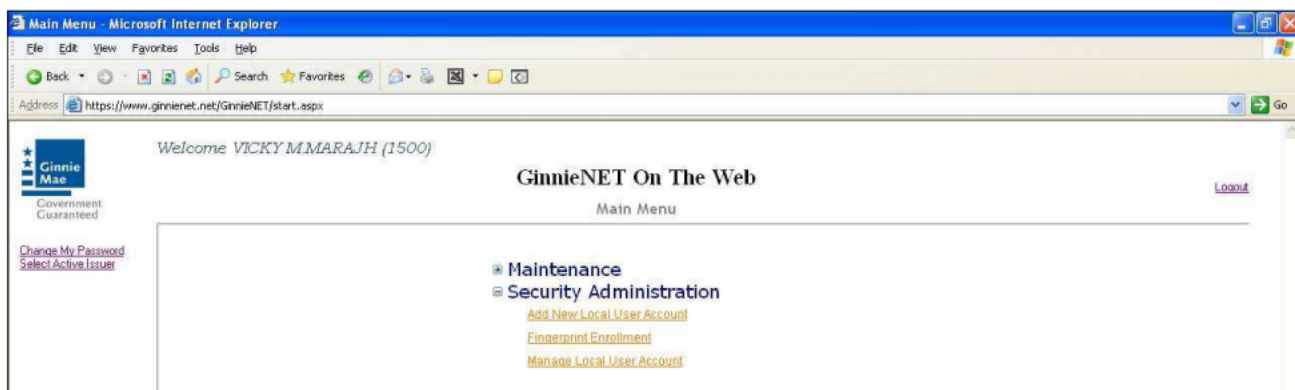 Main Menu - Microsoft Internet Explorer
File Edit View Favorites Tools Help
Back Search Favorites
Address https://www.ginnienet.net/GinnieNET/start.aspx Go
Welcome VICKY M.MARAJH (1500)
Ginnie
Mae
Government
Guaranteed
GinnieNET On The Web
Main Menu
Logout
Change My Password
Select Active Issuer
Maintenance
Security Administration
Add New Local User Account
Fingerprint Enrollment
Manage Local User Account